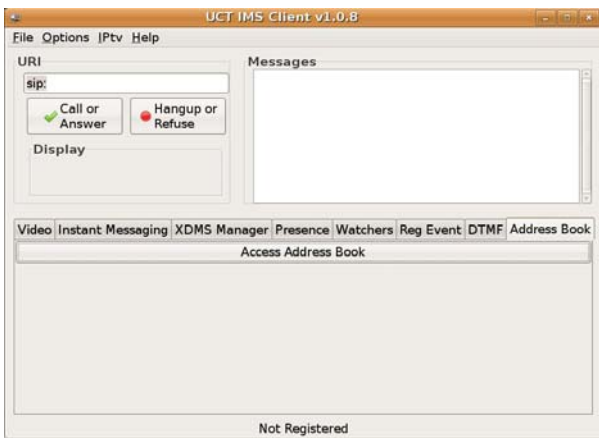 UCT IMS Client v1.0.8
File Options IPtv Help
URI
sip:
Call or
Answer
Hangup or
Refuse
Display
Messages
Video Instant Messaging XDMS Manager Presence Watchers Reg Event DTMF Address Book
Access Address Book
Not Registered